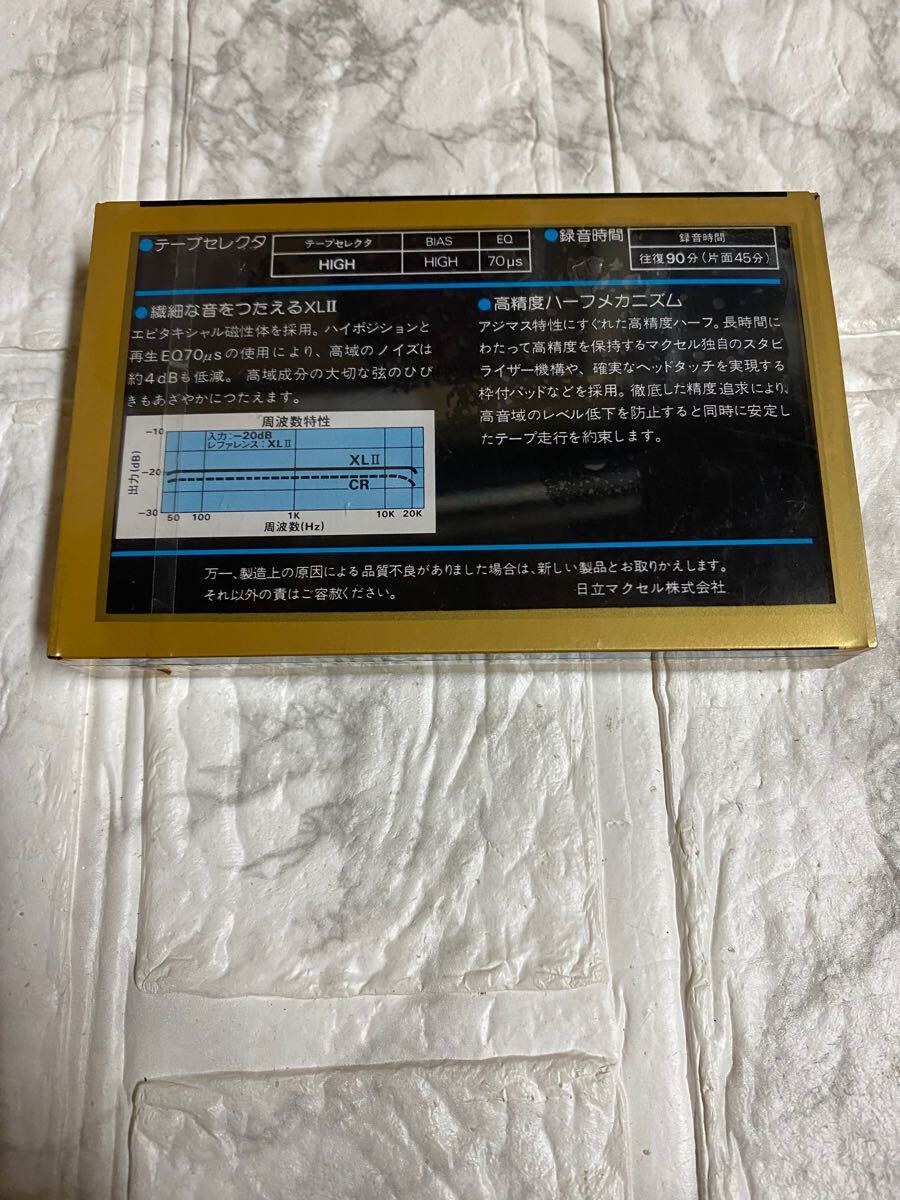 ●テープセレクタ
テープセレクタ BIAS EQ
HIGH HIGH 70μs
●録音時間
録音時間
往復90分(片面45分)
●繊細な音をつたえるXLII
エピタキシャル磁性体を採用。ハイポジションと
再生EQ70μsの使用により、高域のノイズは
約4dBも低減。高域成分の大切な弦のひび
きもあざやかにつたえます。
周波数特性
入力:−20dB
レファレンス:XLII
XLII
CR
出力(dB)
−10
−20
−30
50 100 1K 10K 20K
周波数(Hz)
●高精度ハーフメカニズム
アジマス特性にすぐれた高精度ハーフ。長時間に
わたって高精度を保持するマクセル独自のスタビ
ライザー機構や、確実なヘッドタッチを実現する
枠付パッドなどを採用。徹底した精度追求により、
高音域のレベル低下を防止すると同時に安定し
たテープ走行を約束します。
万一、製造上の原因による品質不良がありました場合は、新しい製品とお取りかえします。
それ以外の責はご容赦ください。
日立マクセル株式会社